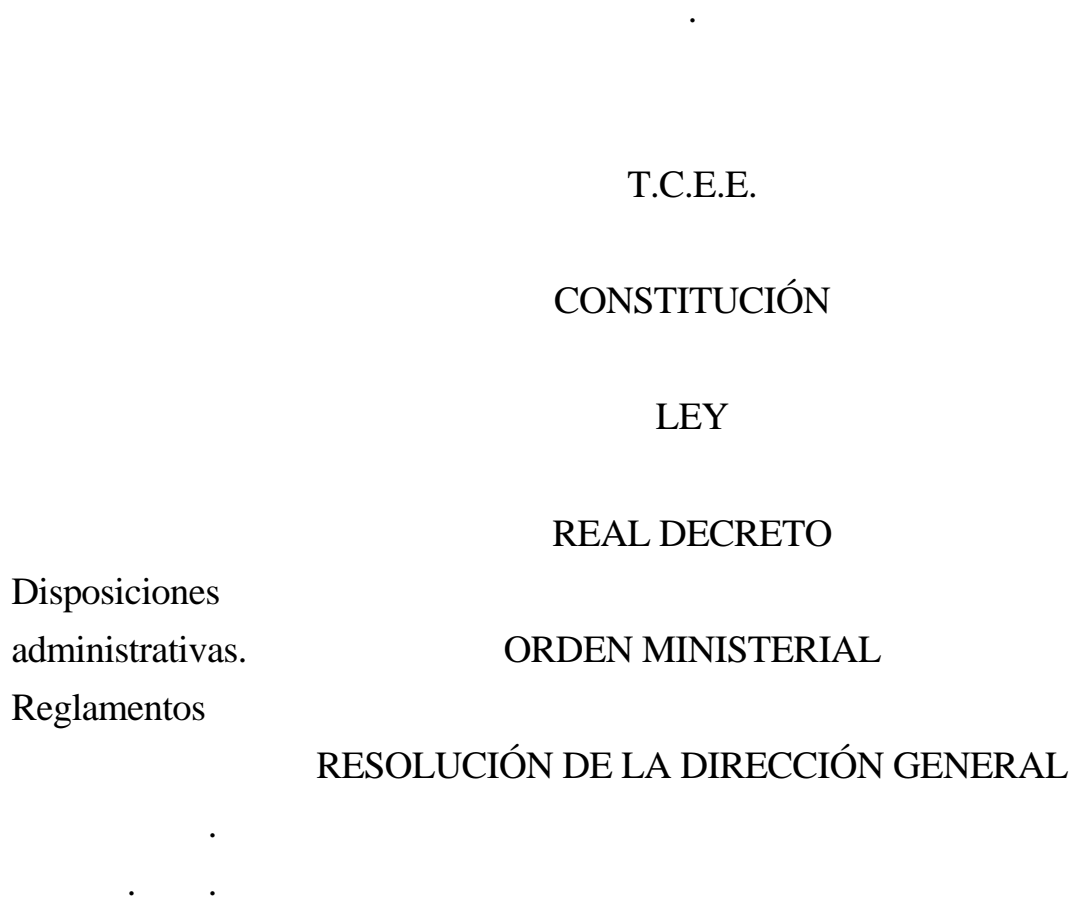 .
T.C.E.E.
CONSTITUCIÓN
LEY
REAL DECRETO
Disposiciones
administrativas. ORDEN MINISTERIAL
Reglamentos
RESOLUCIÓN DE LA DIRECCIÓN GENERAL
.
. .